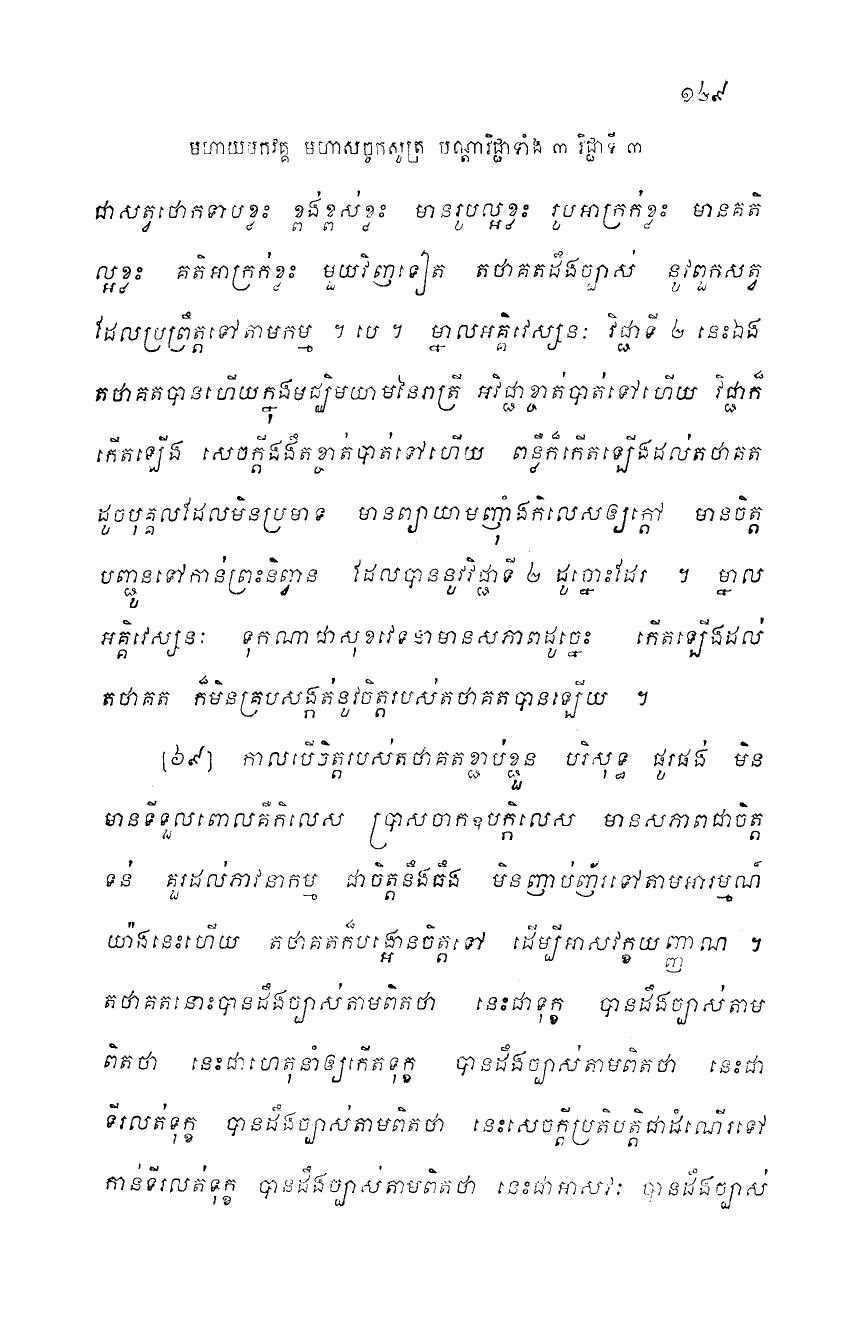 ១៤៩
មហាយមកវគ្គ មហាសច្ចកសូត្រ បណ្តាវិជ្ជាទាំង ៣ វិជ្ជាទី ៣
ជាសត្វថោកទាបខ្លះ ខ្ពង់ខ្ពស់ខ្លះ មានរូបល្អខ្លះ រូបអាក្រក់ខ្លះ មានគតិ
ល្អខ្លះ គតិអាក្រក់ខ្លះ មួយវិញទៀត តថាគតដឹងច្បាស់ នូវពួកសត្វ
ដែលប្រព្រឹត្តទៅតាមកម្ម ។ បេ ។ ម្នាលអគ្គិវេស្សនៈ វិជ្ជាទី ២ នេះឯង
តថាគតបានហើយក្នុងមជ្ឈិមយាមនៃរាត្រី អវិជ្ជាខ្ចាត់បាត់ទៅហើយ វិជ្ជាក៏
កើតឡើង សេចក្តីងងឹតខ្ចាត់បាត់ទៅហើយ ពន្លឺក៏កើតឡើងដល់តថាគត
ដូចបុគ្គលដែលមិនប្រមាទ មានព្យាយាមញ៉ាំងកិលេសឲ្យក្តៅ មានចិត្ត
បញ្ជូនទៅកាន់ព្រះនិព្វាន ដែលបាននូវវិជ្ជាទី ២ ដូច្នោះដែរ ។ ម្នាល
អគ្គិវេស្សនៈ ទុកណាជាសុខវេទនាមានសភាពដូច្នេះ កើតឡើងដល់
តថាគត ក៏មិនគ្របសង្កត់នូវចិត្តរបស់តថាគតបានឡើយ ។
[៦៩] កាលបើចិត្តរបស់តថាគតខ្ជាប់ខ្ជួន បរិសុទ្ធ ផូរផង់ មិន
មានទីទួលពោលគឺកិលេស ប្រាសចាកឧបក្កិលេស មានសភាពជាចិត្ត
ទន់ គួរដល់ភាវនាកម្ម ជាចិត្តនឹងធឹង មិនញាប់ញ័រទៅតាមអារម្មណ៍
យ៉ាងនេះហើយ តថាគតក៏បង្អោនចិត្តទៅ ដើម្បីអាសវក្ខយញ្ញាណ ។
តថាគតនោះបានដឹងច្បាស់តាមពិតថា នេះជាទុក្ខ បានដឹងច្បាស់តាម
ពិតថា នេះជាហេតុនាំឲ្យកើតទុក្ខ បានដឹងច្បាស់តាមពិតថា នេះជា
ទីរលត់ទុក្ខ បានដឹងច្បាស់តាមពិតថា នេះសេចក្តីប្រតិបត្តិជាដំណើរទៅ
កាន់ទីរលត់ទុក្ខ បានដឹងច្បាស់តាមពិតថា នេះជាអាសវៈ បានដឹងច្បាស់